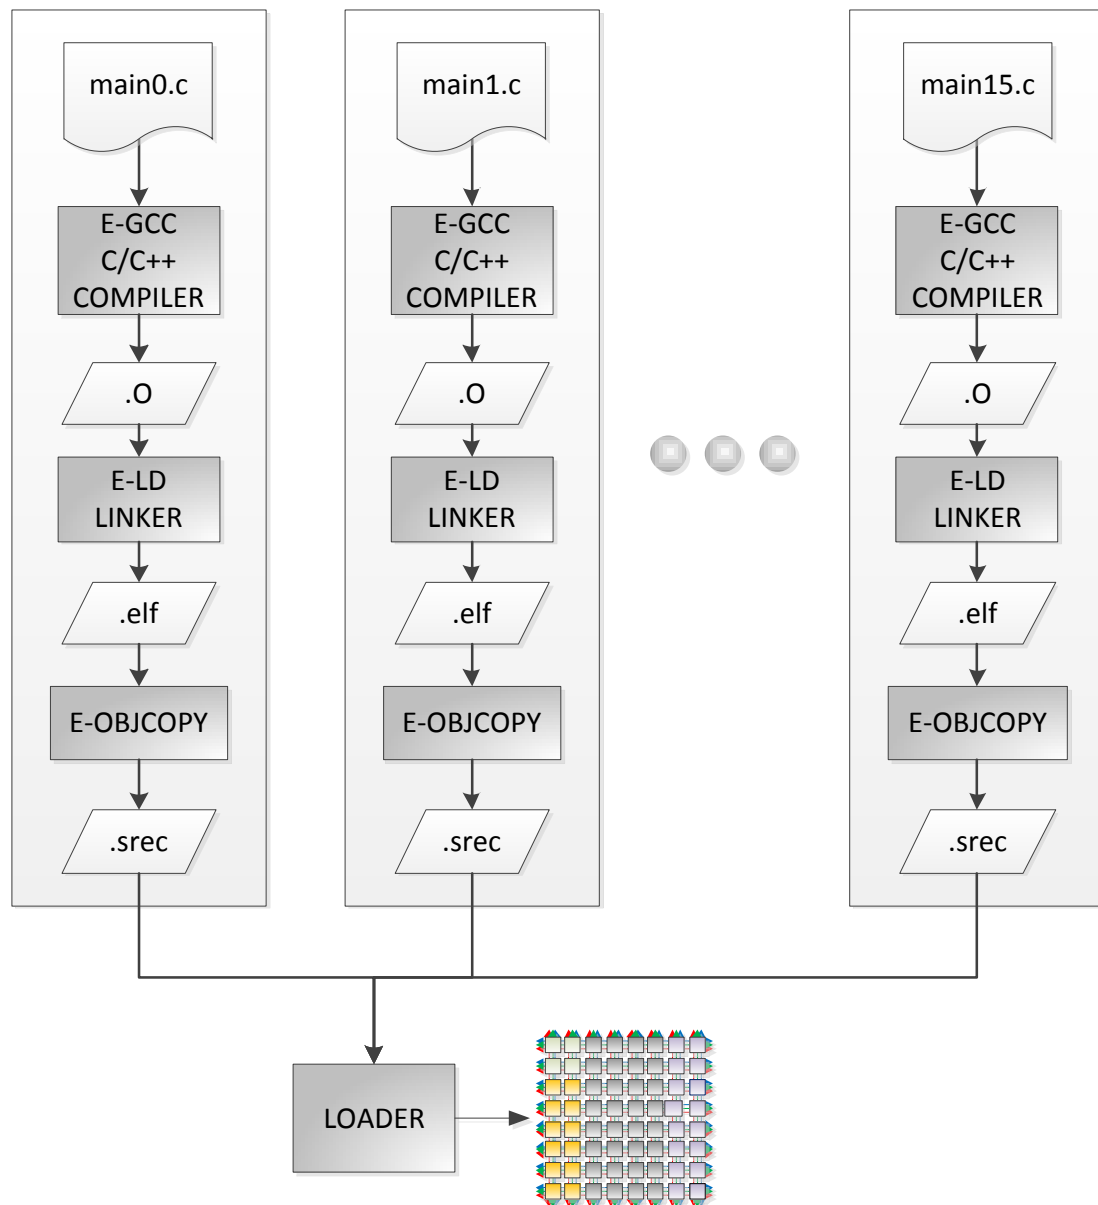 main0.c
E-GCC
C/C++
COMPILER
.O
E-LD
LINKER
.elf
E-OBJCOPY
.srec
main1.c
E-GCC
C/C++
COMPILER
.O
E-LD
LINKER
.elf
E-OBJCOPY
.srec
main15.c
E-GCC
C/C++
COMPILER
.O
E-LD
LINKER
.elf
E-OBJCOPY
.srec
LOADER